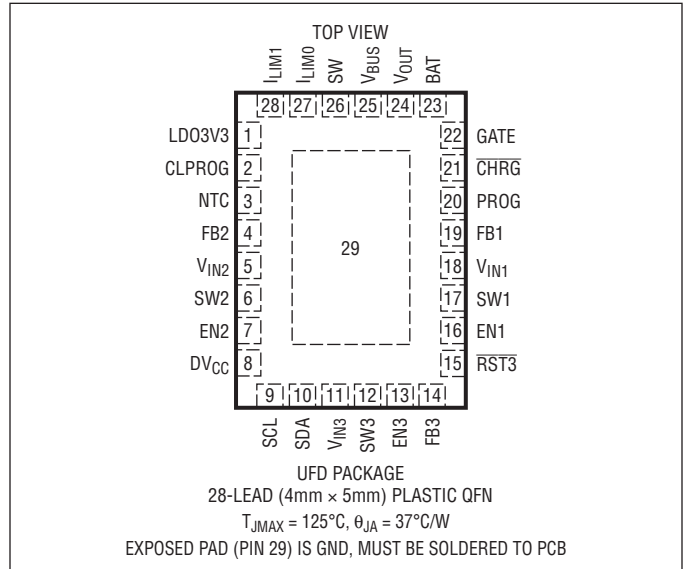 TOP VIEW
ILIM1 ILIM0 SW VBUS VOUT BAT
28 27 26 25 24 23
LDO3V3 1 22 GATE
CLPROG 2 21 CHRG
NTC 3 20 PROG
FB2 4 19 FB1
29
VIN2 5 18 VIN1
SW2 6 17 SW1
EN2 7 16 EN1
DVCC 8 15 RST3
9 10 11 12 13 14
SCL SDA VIN3 SW3 EN3 FB3
UFD PACKAGE
28-LEAD (4mm × 5mm) PLASTIC QFN
TJMAX = 125°C, θJA = 37°C/W
EXPOSED PAD (PIN 29) IS GND, MUST BE SOLDERED TO PCB